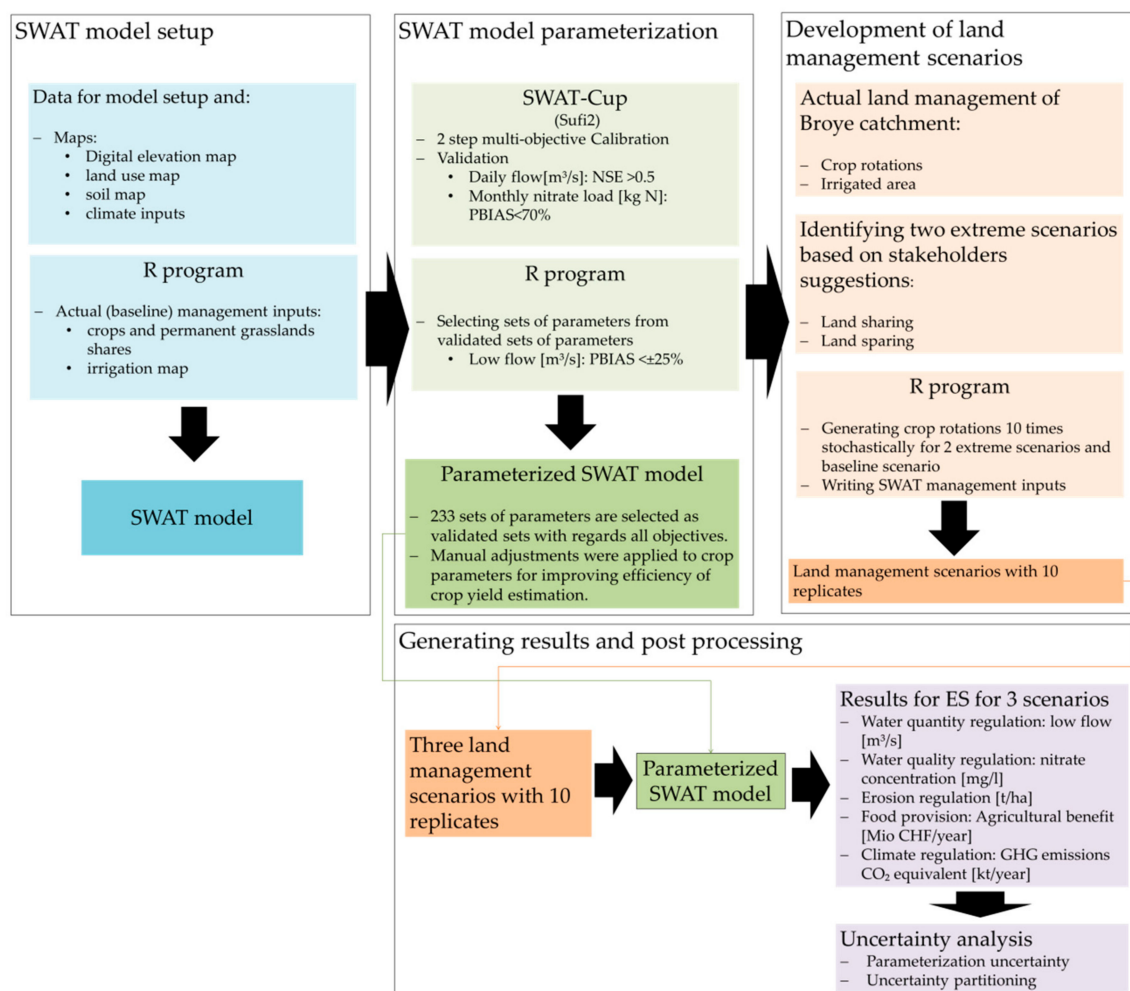 SWAT model setup
Data for model setup and:
– Maps:
• Digital elevation map
• land use map
• soil map
• climate inputs
R program
– Actual (baseline) management inputs:
• crops and permanent grasslands
shares
• irrigation map
SWAT model
SWAT model parameterization
SWAT-Cup
(Sufi2)
– 2 step multi-objective Calibration
– Validation
• Daily flow[m³/s]: NSE >0.5
• Monthly nitrate load [kg N]:
PBIAS<70%
R program
– Selecting sets of parameters from
validated sets of parameters
• Low flow [m³/s]: PBIAS <±25%
Parameterized SWAT model
– 233 sets of parameters are selected as
validated sets with regards all objectives.
– Manual adjustments were applied to crop
parameters for improving efficiency of
crop yield estimation.
Development of land
management scenarios
Actual land management of
Broye catchment:
– Crop rotations
– Irrigated area
Identifying two extreme scenarios
based on stakeholders
suggestions:
– Land sharing
– Land sparing
R program
– Generating crop rotations 10 times
stochastically for 2 extreme scenarios and
baseline scenario
– Writing SWAT management inputs
Land management scenarios with 10
replicates
Generating results and post processing
Three land
management
scenarios with 10
replicates
Parameterized
SWAT model
Results for ES for 3 scenarios
– Water quantity regulation: low flow
[m³/s]
– Water quality regulation: nitrate
concentration [mg/l]
– Erosion regulation [t/ha]
– Food provision: Agricultural benefit
[Mio CHF/year]
– Climate regulation: GHG emissions
CO₂ equivalent [kt/year]
Uncertainty analysis
– Parameterization uncertainty
– Uncertainty partitioning